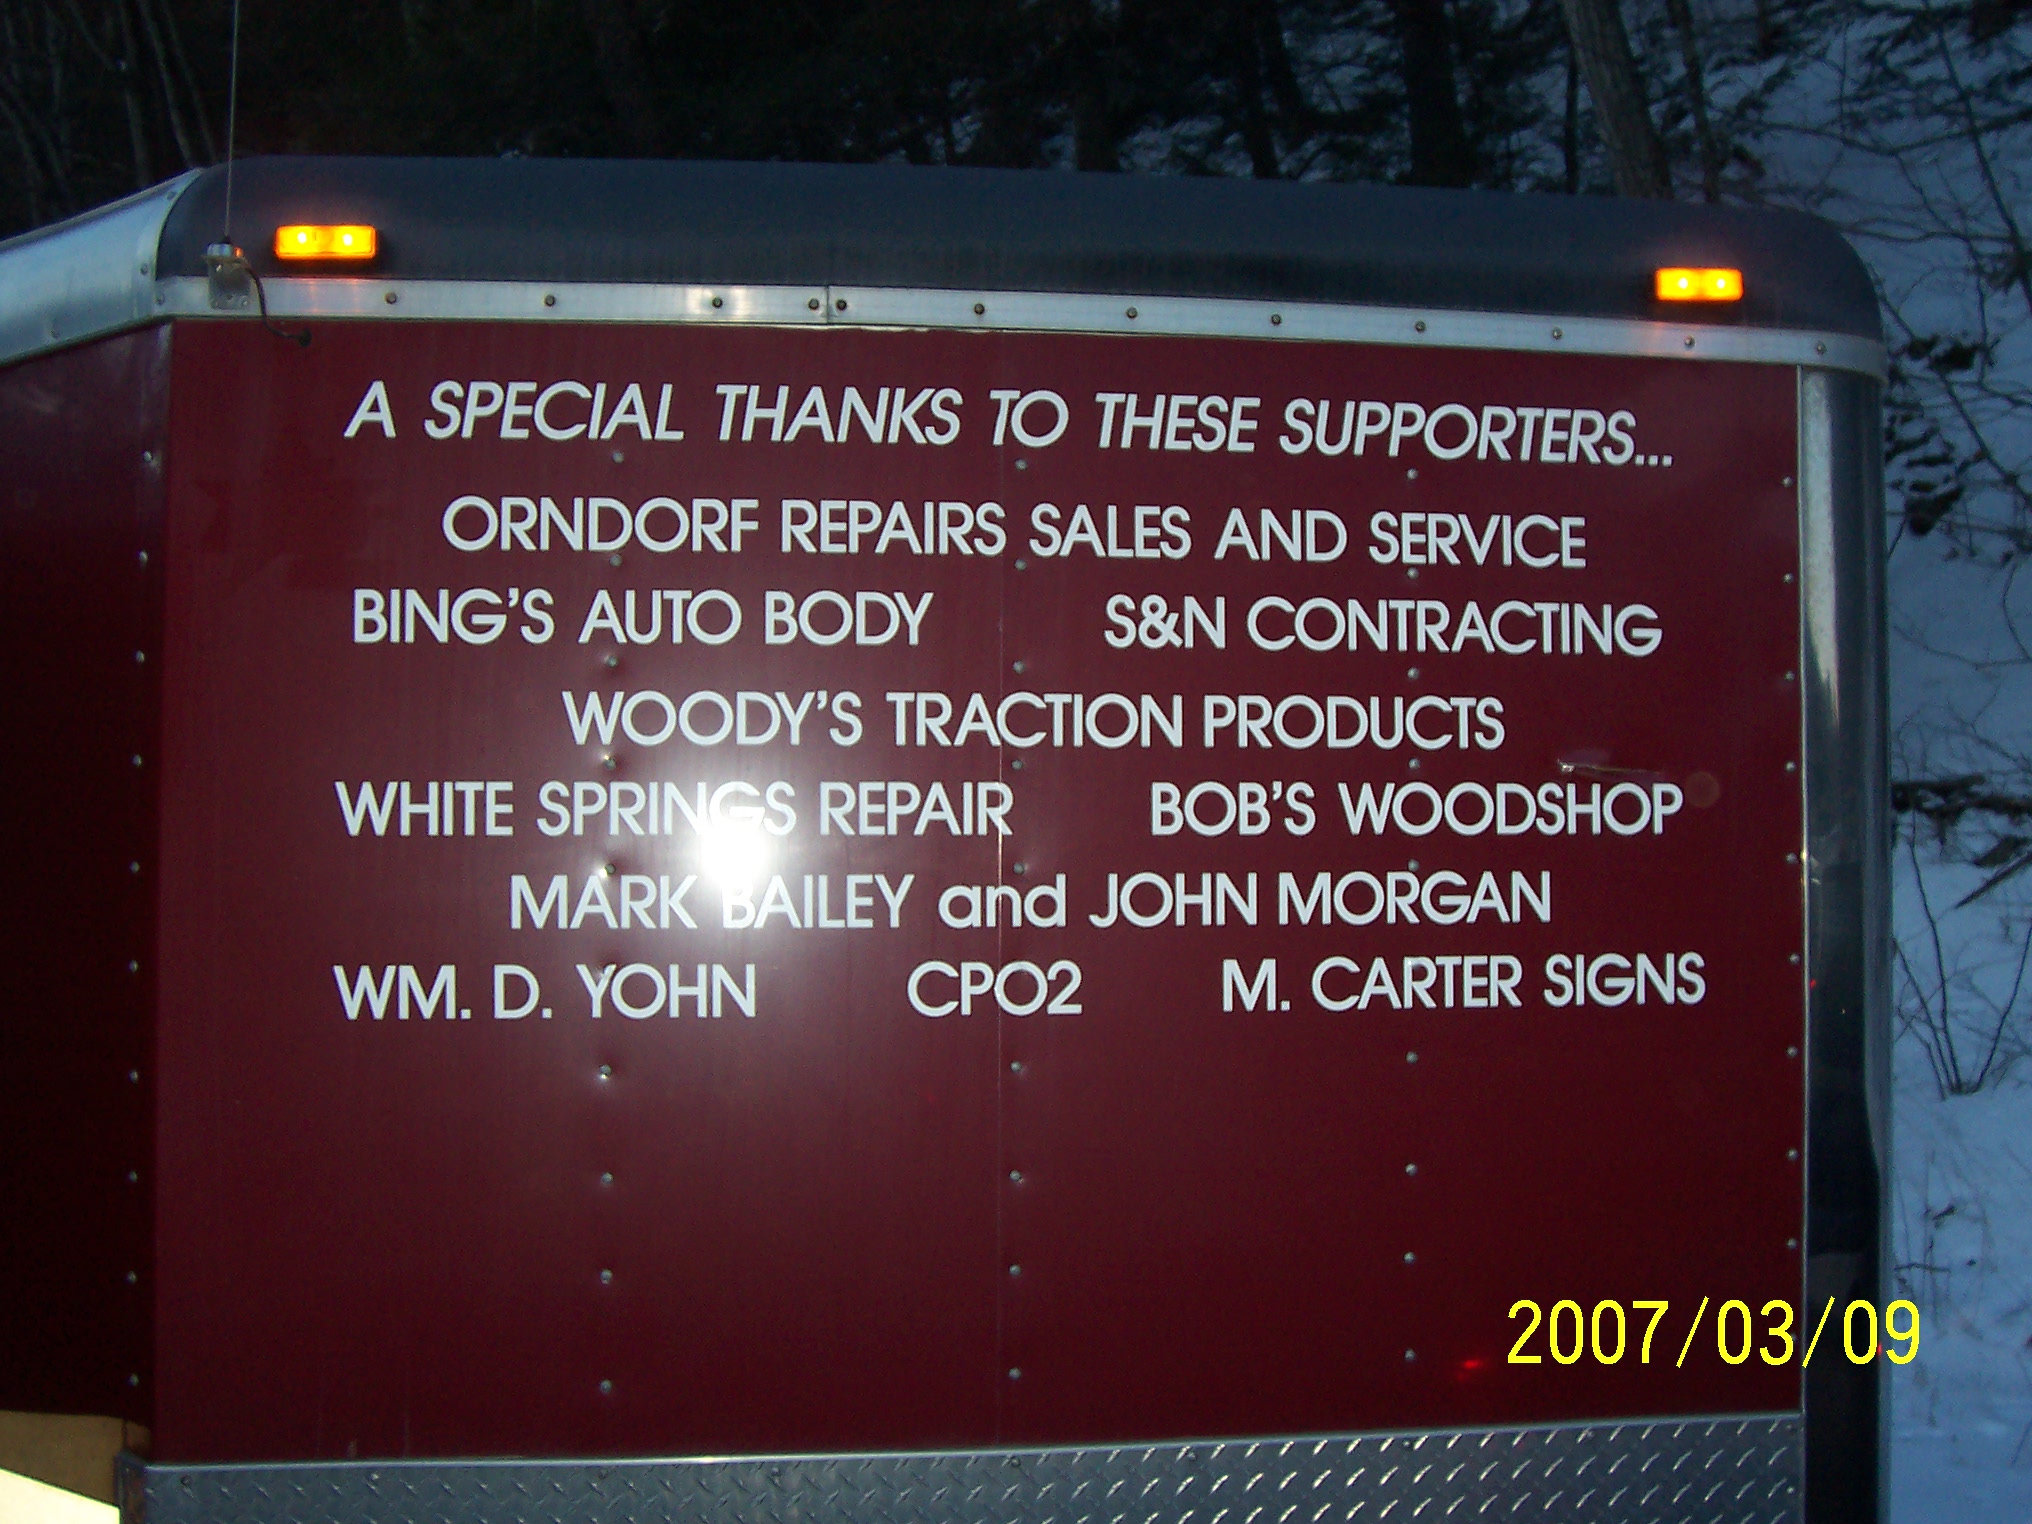 A SPECIAL THANKS TO THESE SUPPORTERS...
ORNDORF REPAIRS SALES AND SERVICE
BING'S AUTO BODY S&N CONTRACTING
WOODY'S TRACTION PRODUCTS
WHITE SPRINGS REPAIR BOB'S WOODSHOP
MARK BAILEY and JOHN MORGAN
WM. D. YOHN CPO2 M. CARTER SIGNS
2007/03/09